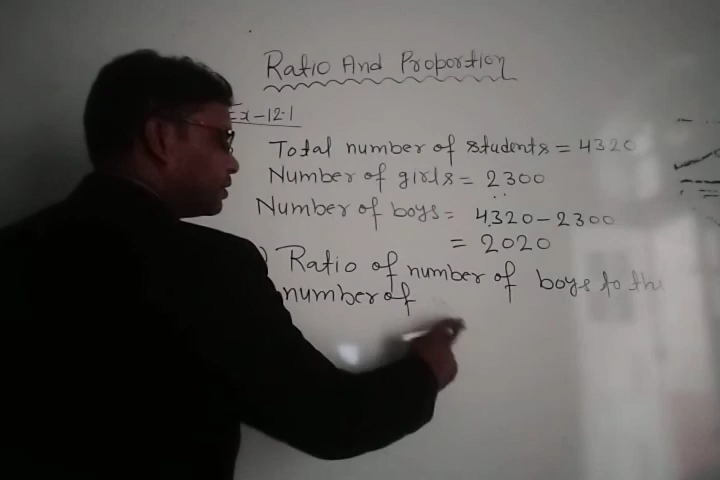 Ratio And Proportion
Ex-12.1
Total number of students = 4320
Number of girls = 2300
Number of boys = 4320-2300
= 2020
) Ratio of number of boys to the
number of